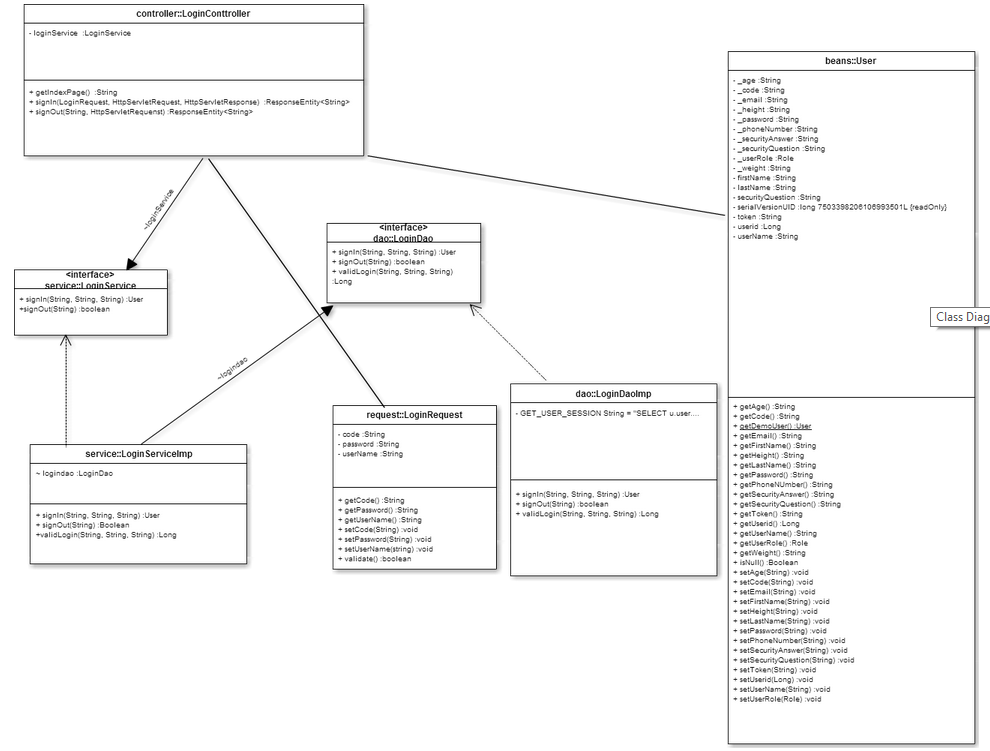 controller::LoginConttroller
- loginService :LoginService
+ getIndexPage() :String
+ signIn(LoginRequest, HttpServletRequest, HttpServletResponse) :ResponseEntity<String>
+ signOut(String, HttpServletRequenst) :ResponseEntity<String>
~loginService
<interface>
service::LoginService
+ signIn(String, String, String) :User
+signOut(String) :boolean
<interface>
dao::LoginDao
+ signIn(String, String, String) :User
+ signOut(String) :boolean
+ validLogin(String, String, String)
:Long
~logindao
service::LoginServiceImp
~ logindao :LoginDao
+ signIn(String, String, String) :User
+ signOut(String) :Boolean
+validLogin(String, String, String) :Long
request::LoginRequest
- code :String
- password :String
- userName :String
+ getCode() :String
+ getPassword() :String
+ getUserName() :String
+ setCode(String) :void
+ setPassword(String) :void
+ setUserName(string) :void
+ validate() :boolean
dao::LoginDaoImp
- GET_USER_SESSION String = "SELECT u.user....
+ signIn(String, String, String) :User
+ signOut(String) :boolean
+ validLogin(String, String, String) :Long
beans::User
- _age :String
- _code :String
- _email :String
- _height :String
- _password :String
- _phoneNumber :String
- _securityAnswer :String
- _securityQuestion :String
- _userRole :Role
- _weight :String
- firstName :String
- lastName :String
- securityQuestion :String
- serialVersionUID :long 7503398206106993501L {readOnly}
- token :String
- userid :Long
- userName :String
+ getAge() :String
+ getCode() :String
+ getDemoUser() :User
+ getEmail() :String
+ getFirstName() :String
+ getHeight() :String
+ getLastName() :String
+ getPassword() :String
+ getPhoneNUmber() :String
+ getSecurityAnswer() :String
+ getSecurityQuestion() :String
+ getToken() :String
+ getUserid() :Long
+ getUserName() :String
+ getUserRole() :Role
+ getWeight() :String
+ isNull() :Boolean
+ setAge(String) :void
+ setCode(String) :void
+ setEmail(String) :void
+ setFirstName(String) :void
+ setHeight(String) :void
+ setLastName(String) :void
+ setPassword(String) :void
+ setPhoneNumber(String) :void
+ setSecurityAnswer(String) :void
+ setSecurityQuestion(String) :void
+ setToken(String) :void
+ setUserid(Long) :void
+ setUserName(String) :void
+ setUserRole(Role) :void
Class Diag